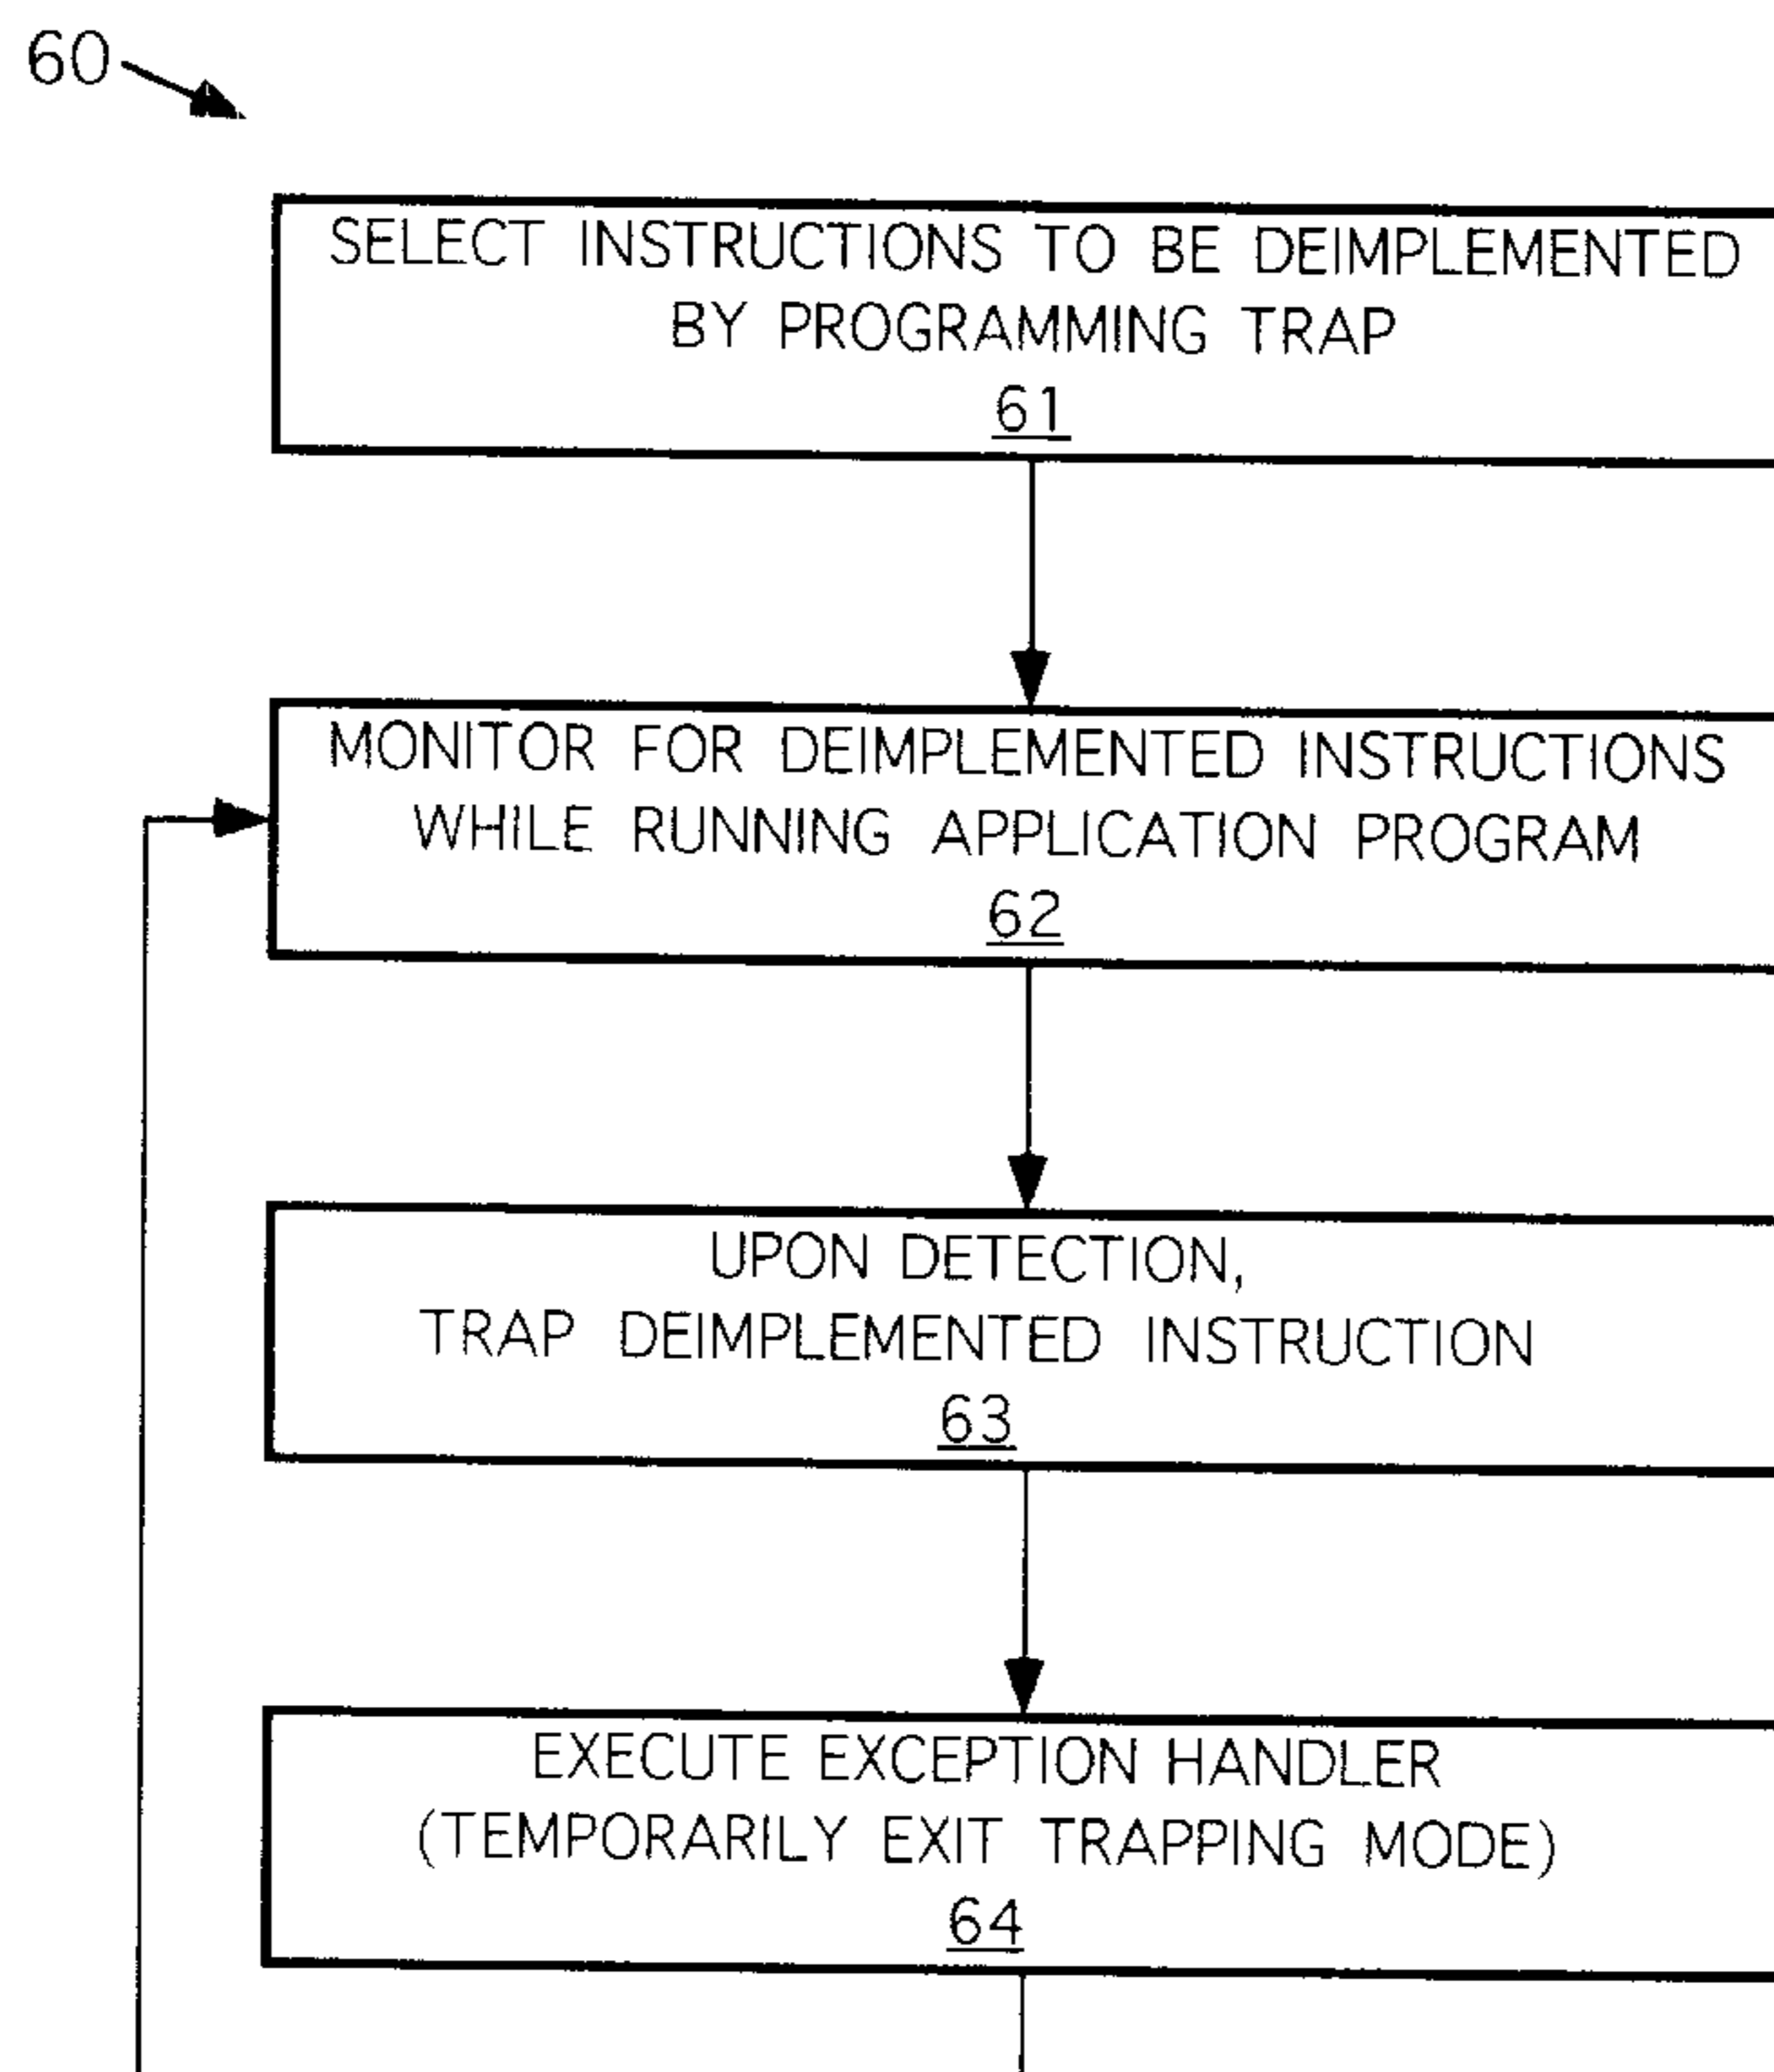 60
SELECT INSTRUCTIONS TO BE DEIMPLEMENTED
BY PROGRAMMING TRAP
61
MONITOR FOR DEIMPLEMENTED INSTRUCTIONS
WHILE RUNNING APPLICATION PROGRAM
62
UPON DETECTION,
TRAP DEIMPLEMENTED INSTRUCTION
63
EXECUTE EXCEPTION HANDLER
(TEMPORARILY EXIT TRAPPING MODE)
64